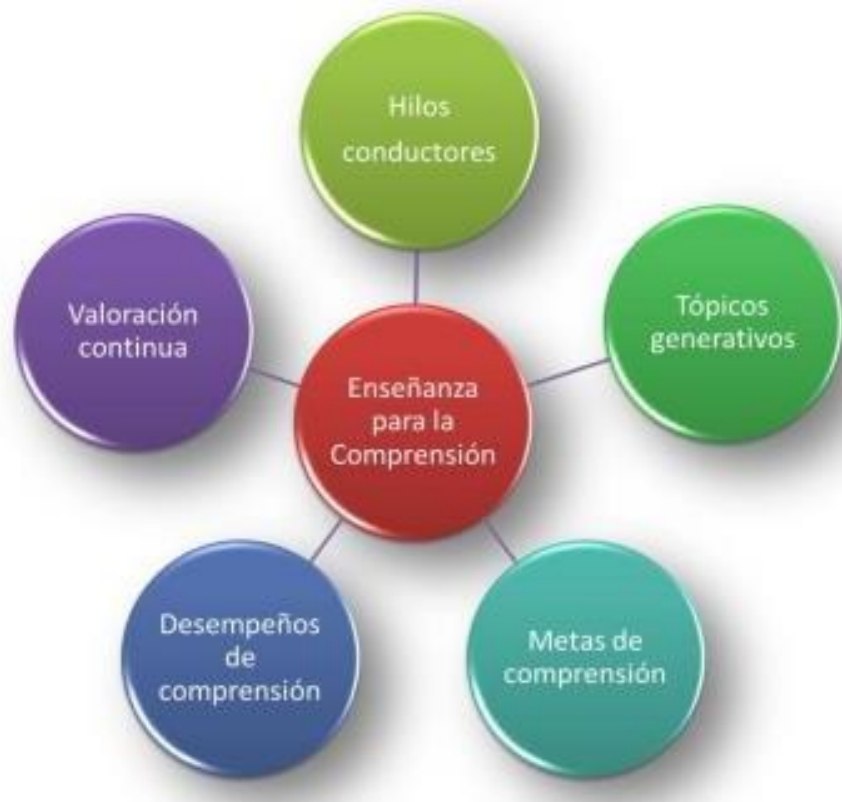 Hilos
conductores
Tópicos
generativos
Valoración
continua
Enseñanza
para la
Comprensión
Desempeños
de
comprensión
Metas de
comprensión